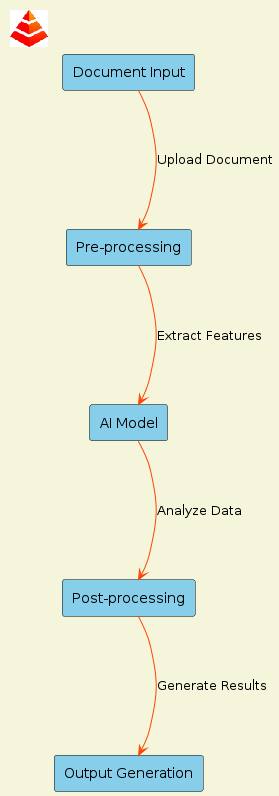 Document Input
Upload Document
Pre-processing
Extract Features
AI Model
Analyze Data
Post-processing
Generate Results
Output Generation